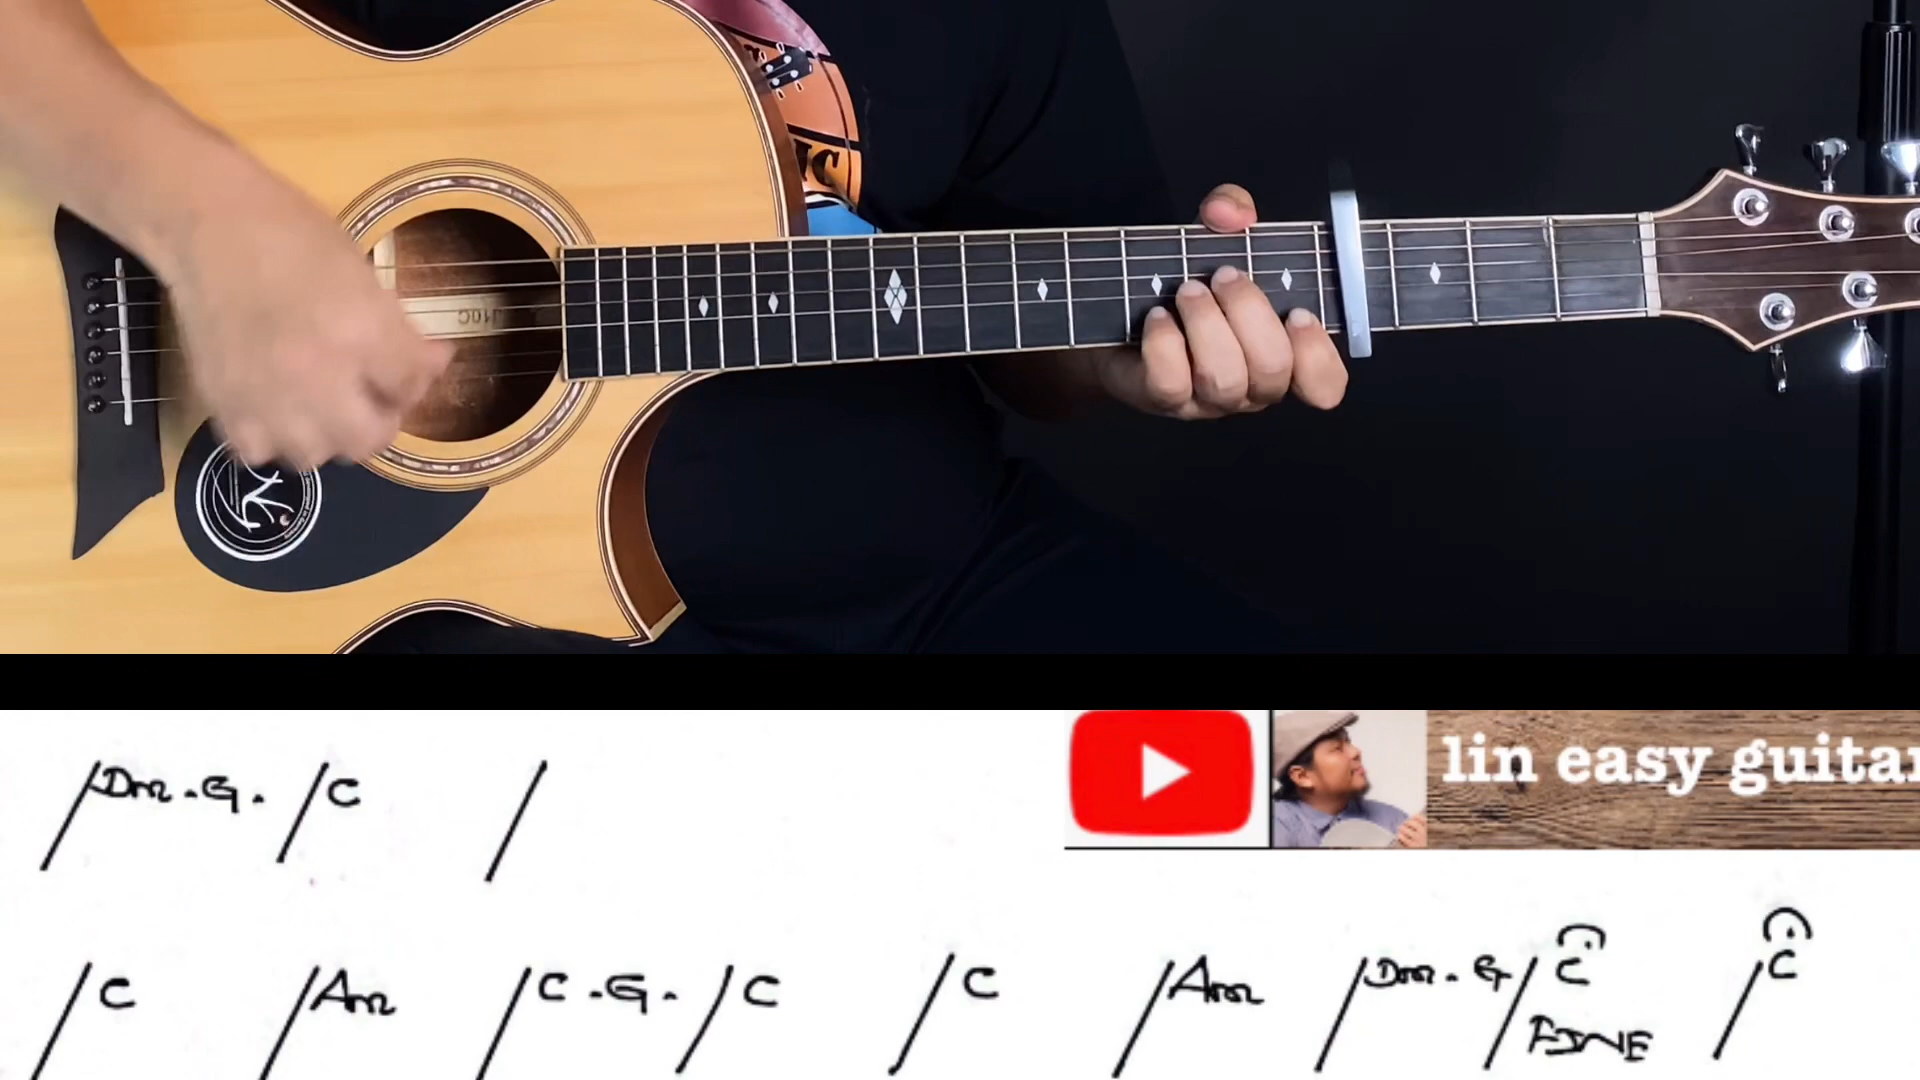 lin easy guitar
/Dm.G. /C /
/C /Am /C.G. /C /C /Am /Dm.G/C /C
FINE